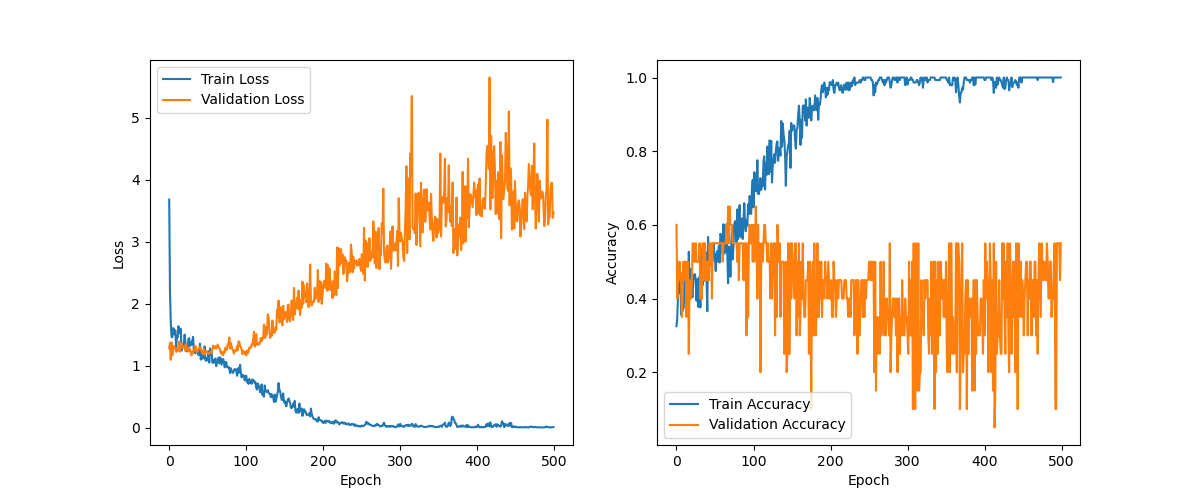 Train Loss
Validation Loss
5
4
3
2
1
0
Loss
0 100 200 300 400 500
Epoch
1.0
0.8
0.6
0.4
0.2
Accuracy
Train Accuracy
Validation Accuracy
0 100 200 300 400 500
Epoch